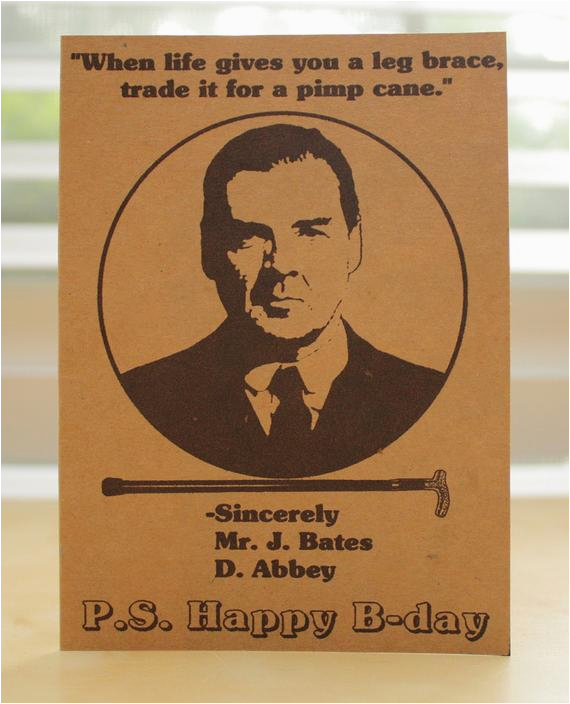 "When life gives you a leg brace,
trade it for a pimp cane."
-Sincerely
Mr. J. Bates
D. Abbey
P.S. Happy B-day